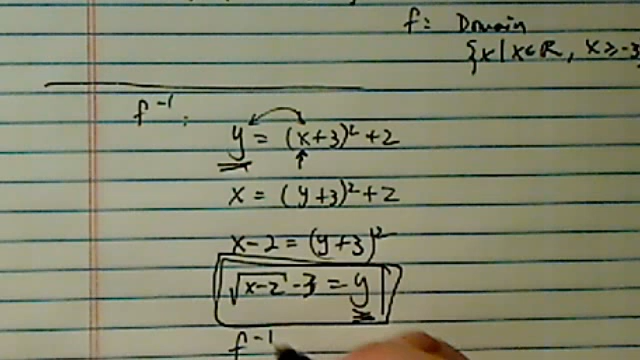 f: Domain
{x | x∈R, x ≥ -3
f⁻¹:
y = (x+3)² + 2
x = (y+3)² + 2
x - 2 = (y+3)²
√(x-2) - 3 = y
f⁻¹